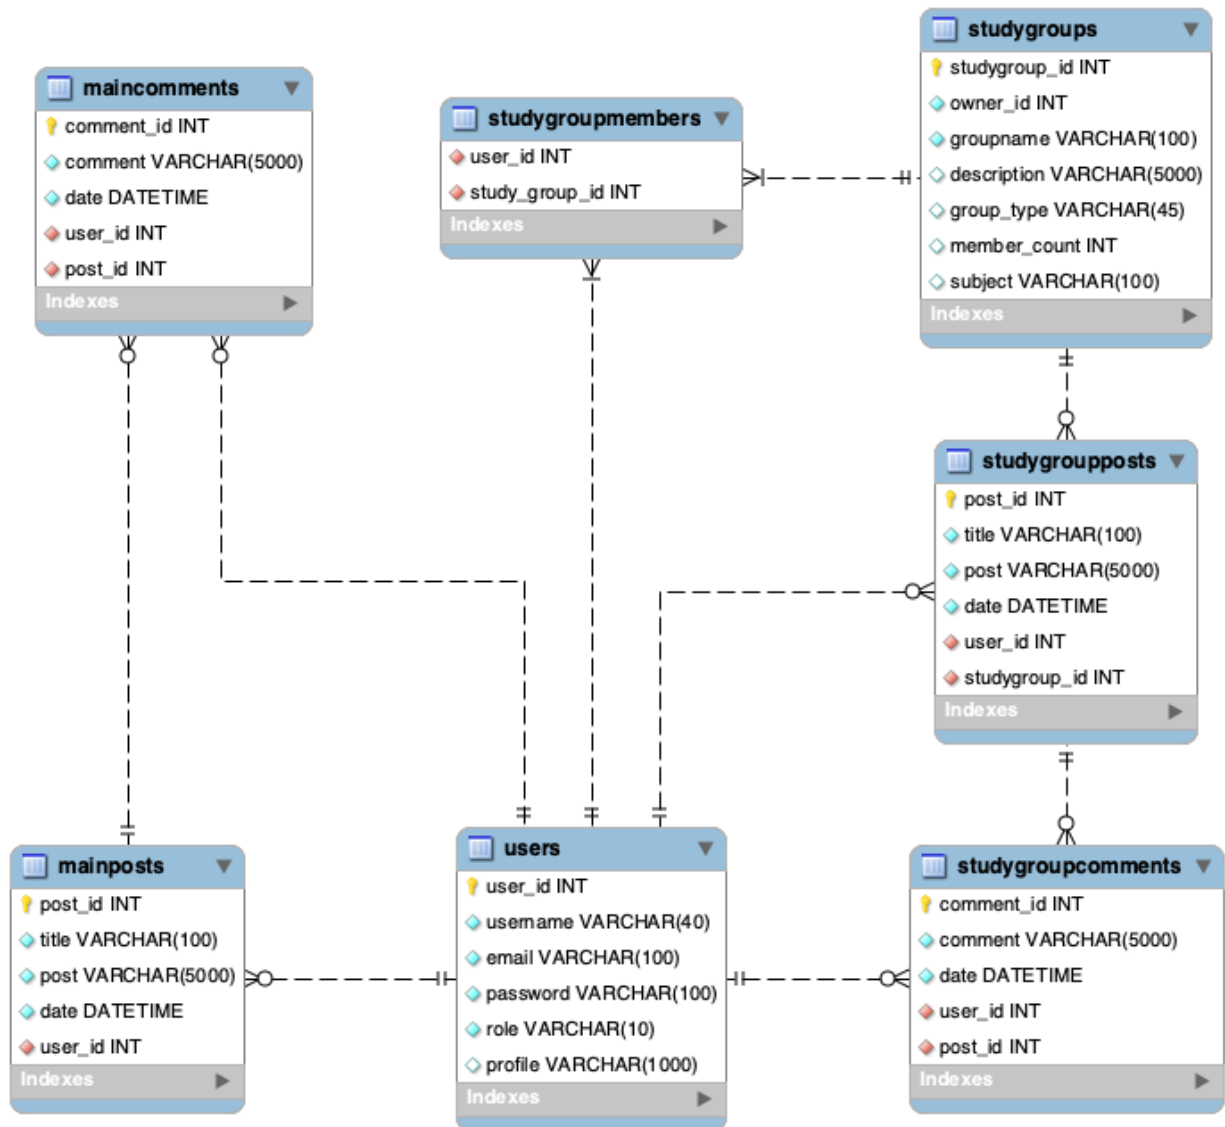 maincomments
comment_id INT
comment VARCHAR(5000)
date DATETIME
user_id INT
post_id INT
Indexes
studygroupmembers
user_id INT
study_group_id INT
Indexes
studygroups
studygroup_id INT
owner_id INT
groupname VARCHAR(100)
description VARCHAR(5000)
group_type VARCHAR(45)
member_count INT
subject VARCHAR(100)
Indexes
studygroupposts
post_id INT
title VARCHAR(100)
post VARCHAR(5000)
date DATETIME
user_id INT
studygroup_id INT
Indexes
mainposts
post_id INT
title VARCHAR(100)
post VARCHAR(5000)
date DATETIME
user_id INT
Indexes
users
user_id INT
username VARCHAR(40)
email VARCHAR(100)
password VARCHAR(100)
role VARCHAR(10)
profile VARCHAR(1000)
Indexes
studygroupcomments
comment_id INT
comment VARCHAR(5000)
date DATETIME
user_id INT
post_id INT
Indexes